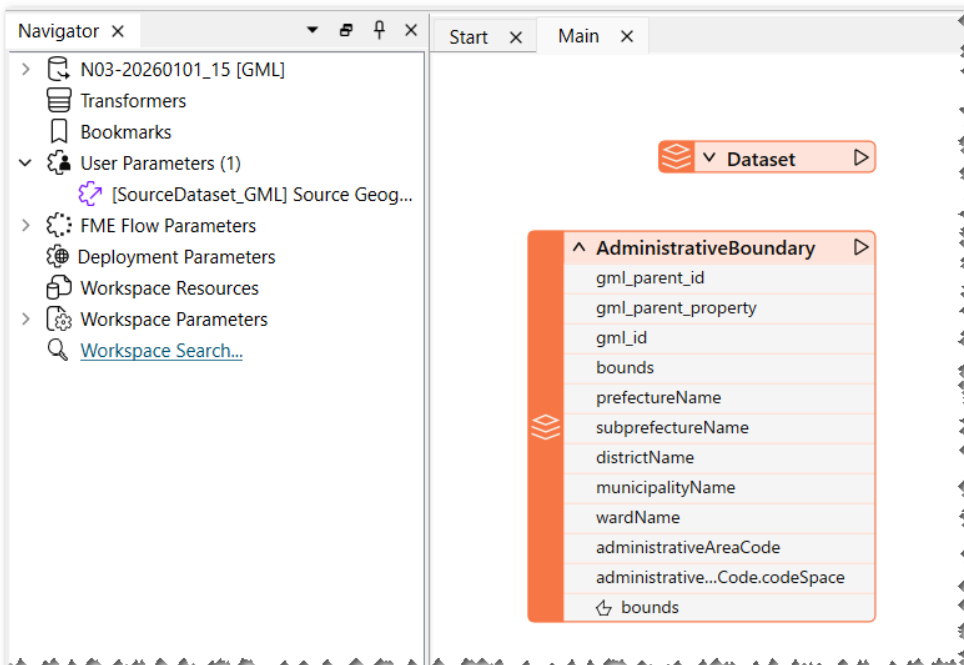 Navigator
N03-20260101_15 [GML]
Transformers
Bookmarks
User Parameters (1)
[SourceDataset_GML] Source Geog...
FME Flow Parameters
Deployment Parameters
Workspace Resources
Workspace Parameters
Workspace Search...
Start
Main
Dataset
AdministrativeBoundary
gml_parent_id
gml_parent_property
gml_id
bounds
prefectureName
subprefectureName
districtName
municipalityName
wardName
administrativeAreaCode
administrative...Code.codeSpace
bounds